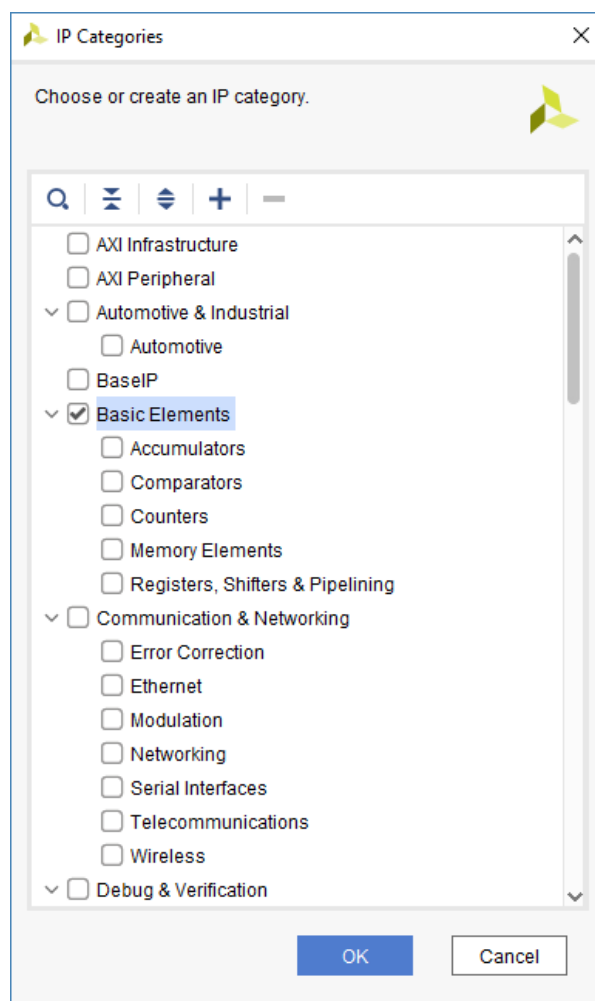 IP Categories
Choose or create an IP category.
AXI Infrastructure
AXI Peripheral
Automotive & Industrial
Automotive
BaseIP
Basic Elements
Accumulators
Comparators
Counters
Memory Elements
Registers, Shifters & Pipelining
Communication & Networking
Error Correction
Ethernet
Modulation
Networking
Serial Interfaces
Telecommunications
Wireless
Debug & Verification
OK Cancel